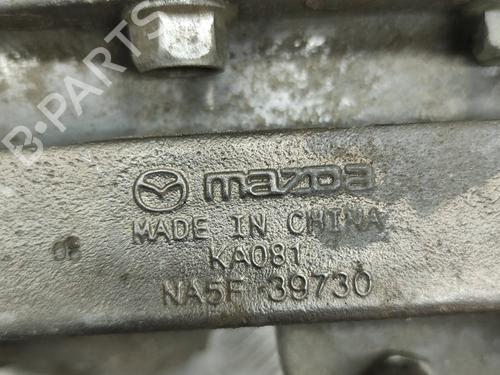 B-PARTS
mazda
MADE IN CHINA
KA081
NA5F 39730